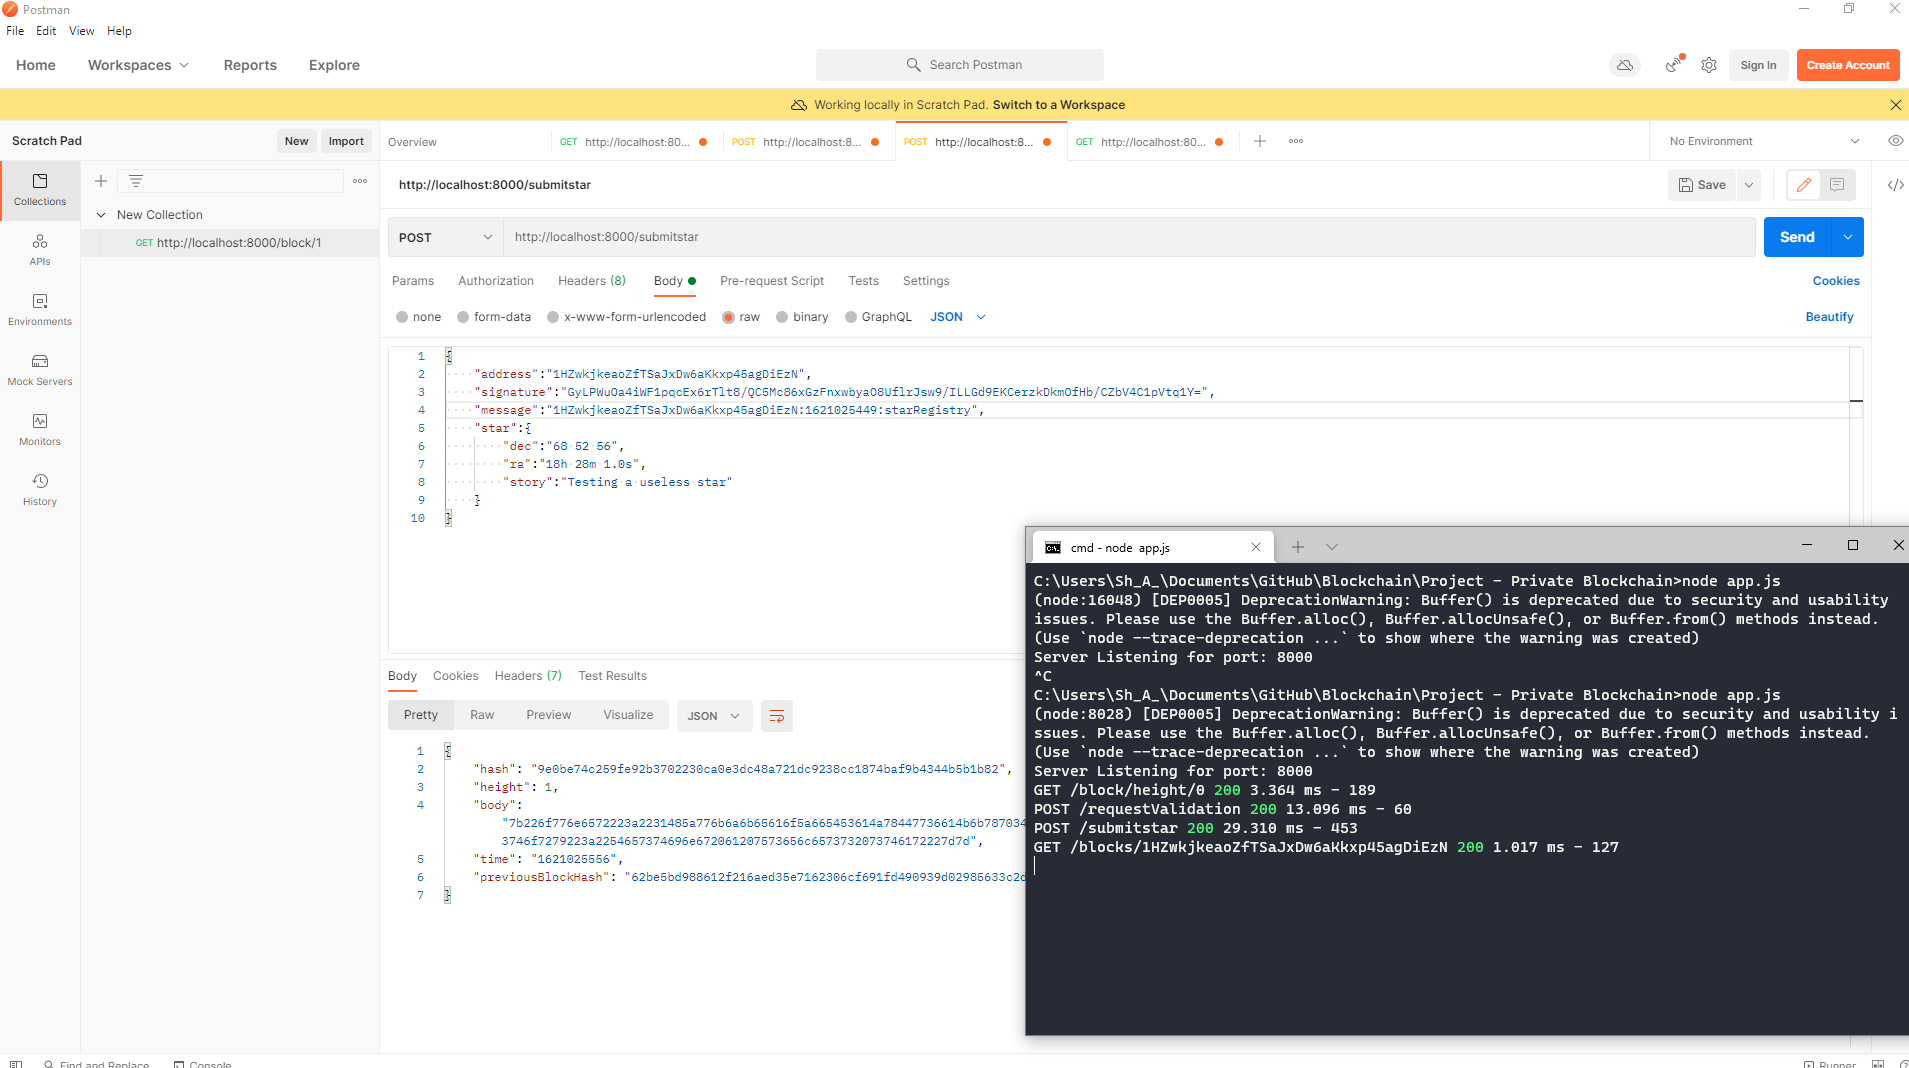 Postman
File Edit View Help
Home Workspaces Reports Explore
Search Postman
Sign In Create Account
Working locally in Scratch Pad. Switch to a Workspace
Scratch Pad New Import
Overview GET http://localhost:80... POST http://localhost:8... POST http://localhost:8... GET http://localhost:80...
No Environment
Collections
APIs
Environments
Mock Servers
Monitors
History
New Collection
GET http://localhost:8000/block/1
http://localhost:8000/submitstar
Save
POST http://localhost:8000/submitstar
Send
Params Authorization Headers (8) Body Pre-request Script Tests Settings Cookies
none form-data x-www-form-urlencoded raw binary GraphQL JSON Beautify
1 {
2 "address":"1HZwkjkeaoZfTSaJxDw6aKkxp45agDiEzN",
3 "signature":"GyLPWuOa4iWF1pqcEx6rTlt8/QC5Mc86xGzFnxwbyaO8UflrJsw9/ILLGd9EKCerzkDkmOfHb/CZbV4C1pVtq1Y=",
4 "message":"1HZwkjkeaoZfTSaJxDw6aKkxp45agDiEzN:1621025449:starRegistry",
5 "star":{
6 "dec":"68 52 56",
7 "ra":"18h 28m 1.0s",
8 "story":"Testing a useless star"
9 }
10 }
Body Cookies Headers (7) Test Results
Pretty Raw Preview Visualize JSON
1 {
2 "hash": "9e0be74c259fe92b3702230ca0e3dc48a721dc9238cc1874baf9b4344b5b1b82",
3 "height": 1,
4 "body":
"7b226f776e6572223a2231485a776b6a6b65616f5a665453614a78447736614b6b787034
3746f7279223a2254657374696e672061207573656c6573732073746172227d7d",
5 "time": "1621025556",
6 "previousBlockHash": "62be5bd988612f216aed35e7162306cf691fd490939d02985633c2d
7 }
cmd - node app.js
C:\Users\Sh_A_\Documents\GitHub\Blockchain\Project - Private Blockchain>node app.js
(node:16048) [DEP0005] DeprecationWarning: Buffer() is deprecated due to security and usability
issues. Please use the Buffer.alloc(), Buffer.allocUnsafe(), or Buffer.from() methods instead.
(Use `node --trace-deprecation ...` to show where the warning was created)
Server Listening for port: 8000
^C
C:\Users\Sh_A_\Documents\GitHub\Blockchain\Project - Private Blockchain>node app.js
(node:8028) [DEP0005] DeprecationWarning: Buffer() is deprecated due to security and usability i
ssues. Please use the Buffer.alloc(), Buffer.allocUnsafe(), or Buffer.from() methods instead.
(Use `node --trace-deprecation ...` to show where the warning was created)
Server Listening for port: 8000
GET /block/height/0 200 3.364 ms - 189
POST /requestValidation 200 13.096 ms - 60
POST /submitstar 200 29.310 ms - 453
GET /blocks/1HZwkjkeaoZfTSaJxDw6aKkxp45agDiEzN 200 1.017 ms - 127
Find and Replace Console Runner